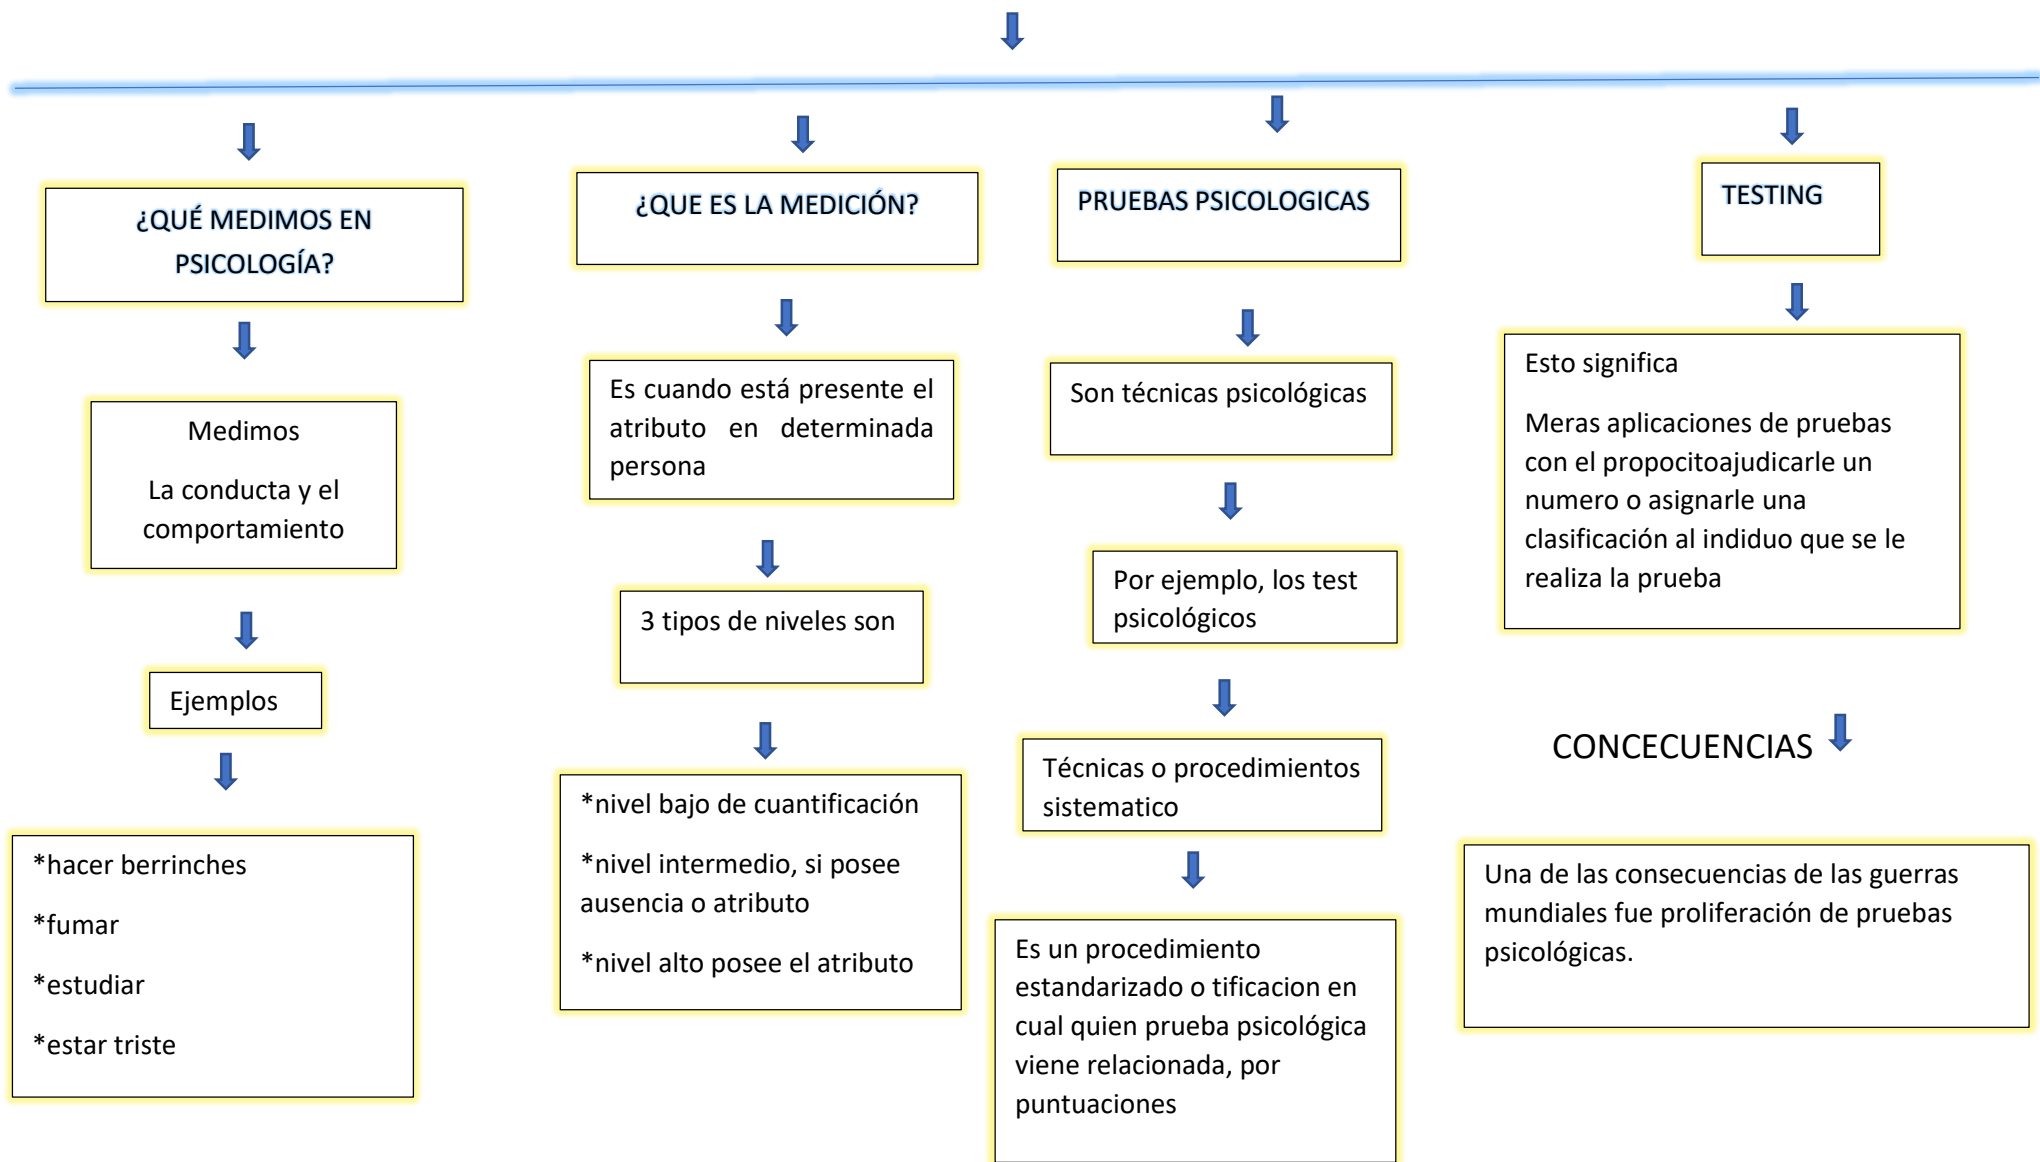 ¿QUÉ MEDIMOS EN
PSICOLOGÍA?
Medimos
La conducta y el
comportamiento
Ejemplos
*hacer berrinches
*fumar
*estudiar
*estar triste
¿QUE ES LA MEDICIÓN?
Es cuando está presente el
atributo en determinada
persona
3 tipos de niveles son
*nivel bajo de cuantificación
*nivel intermedio, si posee
ausencia o atributo
*nivel alto posee el atributo
PRUEBAS PSICOLOGICAS
Son técnicas psicológicas
Por ejemplo, los test
psicológicos
Técnicas o procedimientos
sistematico
Es un procedimiento
estandarizado o tificacion en
cual quien prueba psicológica
viene relacionada, por
puntuaciones
TESTING
Esto significa
Meras aplicaciones de pruebas
con el propocitoajudicarle un
numero o asignarle una
clasificación al indiduo que se le
realiza la prueba
CONCECUENCIAS
Una de las consecuencias de las guerras
mundiales fue proliferación de pruebas
psicológicas.